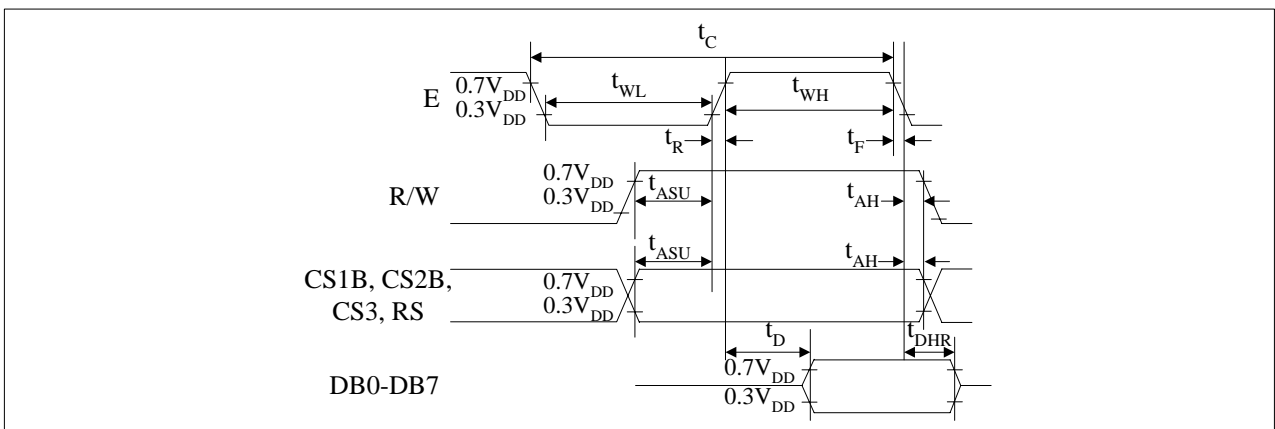 tC
E
0.7VDD
0.3VDD
tWL
tWH
tR
tF
R/W
0.7VDD
0.3VDD
tASU
tAH
CS1B, CS2B,
CS3, RS
0.7VDD
0.3VDD
tASU
tAH
tD
tDHR
DB0-DB7
0.7VDD
0.3VDD